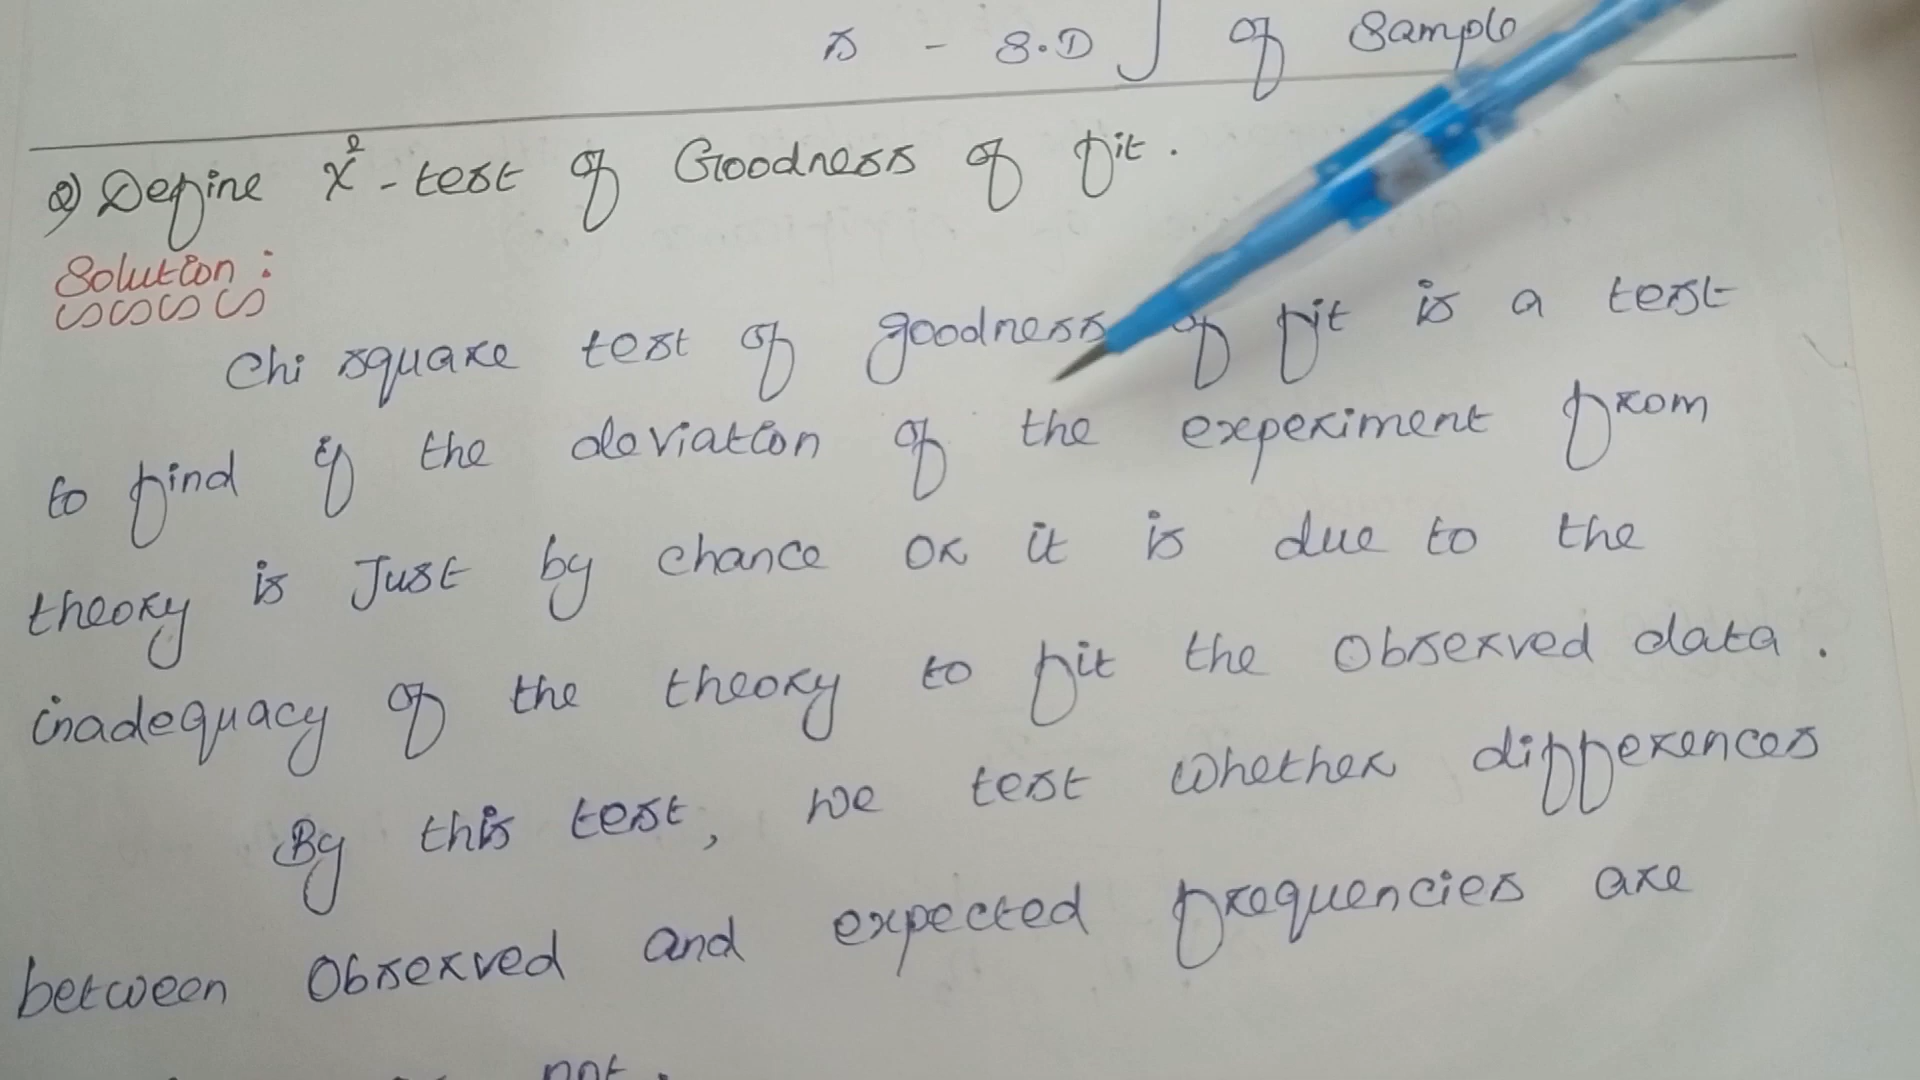 s - S.D } of Sample
2) Define χ² - test of Goodness of fit.
Solution:
Chi square test of goodness of fit is a test
to find if the deviation of the experiment from
theory is Just by chance or it is due to the
inadequacy of the theory to fit the Observed data.
By this test, we test whether differences
between Observed and expected frequencies are
not.